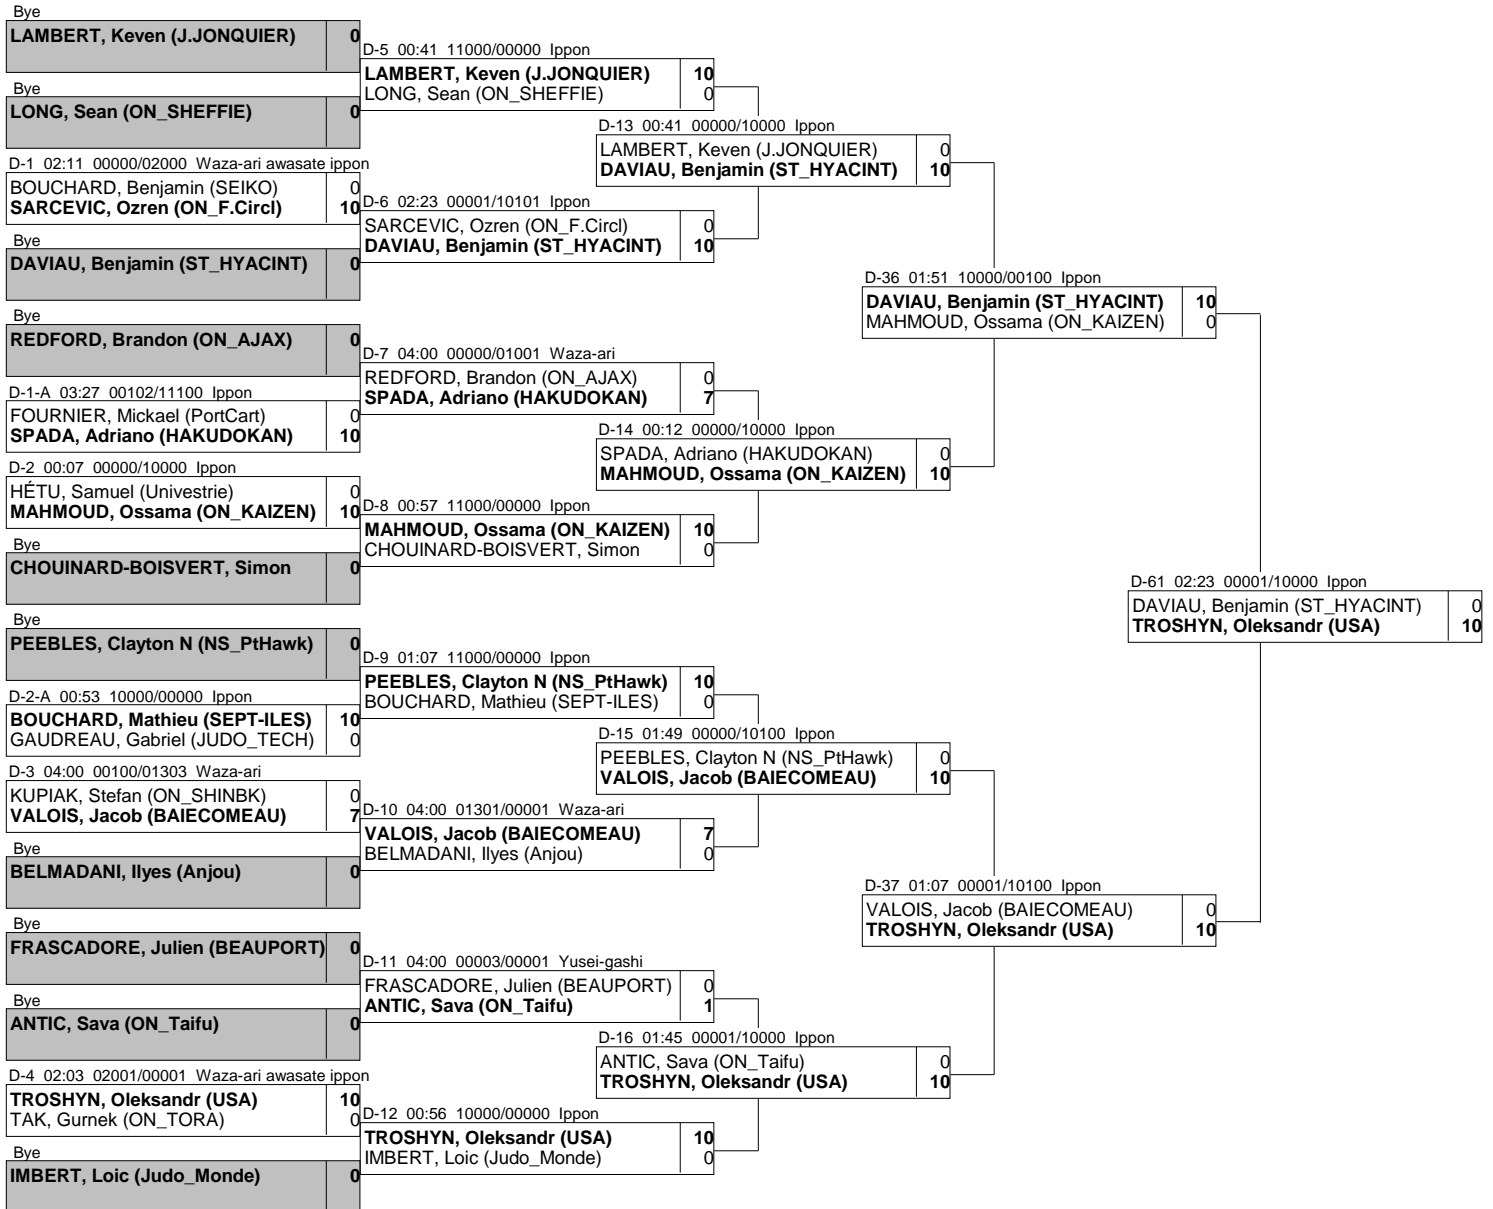 Bye
LAMBERT, Keven (J.JONQUIER) 0
Bye
LONG, Sean (ON_SHEFFIE) 0
D-1 02:11 00000/02000 Waza-ari awasate ippon
BOUCHARD, Benjamin (SEIKO) 0
SARCEVIC, Ozren (ON_F.Circl) 10
Bye
DAVIAU, Benjamin (ST_HYACINT) 0
Bye
REDFORD, Brandon (ON_AJAX) 0
D-1-A 03:27 00102/11100 Ippon
FOURNIER, Mickael (PortCart) 0
SPADA, Adriano (HAKUDOKAN) 10
D-2 00:07 00000/10000 Ippon
HÉTU, Samuel (Univestrie) 0
MAHMOUD, Ossama (ON_KAIZEN) 10
Bye
CHOUINARD-BOISVERT, Simon 0
Bye
PEEBLES, Clayton N (NS_PtHawk) 0
D-2-A 00:53 10000/00000 Ippon
BOUCHARD, Mathieu (SEPT-ILES) 10
GAUDREAU, Gabriel (JUDO_TECH) 0
D-3 04:00 00100/01303 Waza-ari
KUPIAK, Stefan (ON_SHINBK) 0
VALOIS, Jacob (BAIECOMEAU) 7
Bye
BELMADANI, Ilyes (Anjou) 0
Bye
FRASCADORE, Julien (BEAUPORT) 0
Bye
ANTIC, Sava (ON_Taifu) 0
D-4 02:03 02001/00001 Waza-ari awasate ippon
TROSHYN, Oleksandr (USA) 10
TAK, Gurnek (ON_TORA) 0
Bye
IMBERT, Loic (Judo_Monde) 0
D-5 00:41 11000/00000 Ippon
LAMBERT, Keven (J.JONQUIER) 10
LONG, Sean (ON_SHEFFIE) 0
D-6 02:23 00001/10101 Ippon
SARCEVIC, Ozren (ON_F.Circl) 0
DAVIAU, Benjamin (ST_HYACINT) 10
D-7 04:00 00000/01001 Waza-ari
REDFORD, Brandon (ON_AJAX) 0
SPADA, Adriano (HAKUDOKAN) 7
D-8 00:57 11000/00000 Ippon
MAHMOUD, Ossama (ON_KAIZEN) 10
CHOUINARD-BOISVERT, Simon 0
D-9 01:07 11000/00000 Ippon
PEEBLES, Clayton N (NS_PtHawk) 10
BOUCHARD, Mathieu (SEPT-ILES) 0
D-10 04:00 01301/00001 Waza-ari
VALOIS, Jacob (BAIECOMEAU) 7
BELMADANI, Ilyes (Anjou) 0
D-11 04:00 00003/00001 Yusei-gashi
FRASCADORE, Julien (BEAUPORT) 0
ANTIC, Sava (ON_Taifu) 1
D-12 00:56 10000/00000 Ippon
TROSHYN, Oleksandr (USA) 10
IMBERT, Loic (Judo_Monde) 0
D-13 00:41 00000/10000 Ippon
LAMBERT, Keven (J.JONQUIER) 0
DAVIAU, Benjamin (ST_HYACINT) 10
D-14 00:12 00000/10000 Ippon
SPADA, Adriano (HAKUDOKAN) 0
MAHMOUD, Ossama (ON_KAIZEN) 10
D-15 01:49 00000/10100 Ippon
PEEBLES, Clayton N (NS_PtHawk) 0
VALOIS, Jacob (BAIECOMEAU) 10
D-16 01:45 00001/10000 Ippon
ANTIC, Sava (ON_Taifu) 0
TROSHYN, Oleksandr (USA) 10
D-36 01:51 10000/00100 Ippon
DAVIAU, Benjamin (ST_HYACINT) 10
MAHMOUD, Ossama (ON_KAIZEN) 0
D-37 01:07 00001/10100 Ippon
VALOIS, Jacob (BAIECOMEAU) 0
TROSHYN, Oleksandr (USA) 10
D-61 02:23 00001/10000 Ippon
DAVIAU, Benjamin (ST_HYACINT) 0
TROSHYN, Oleksandr (USA) 10